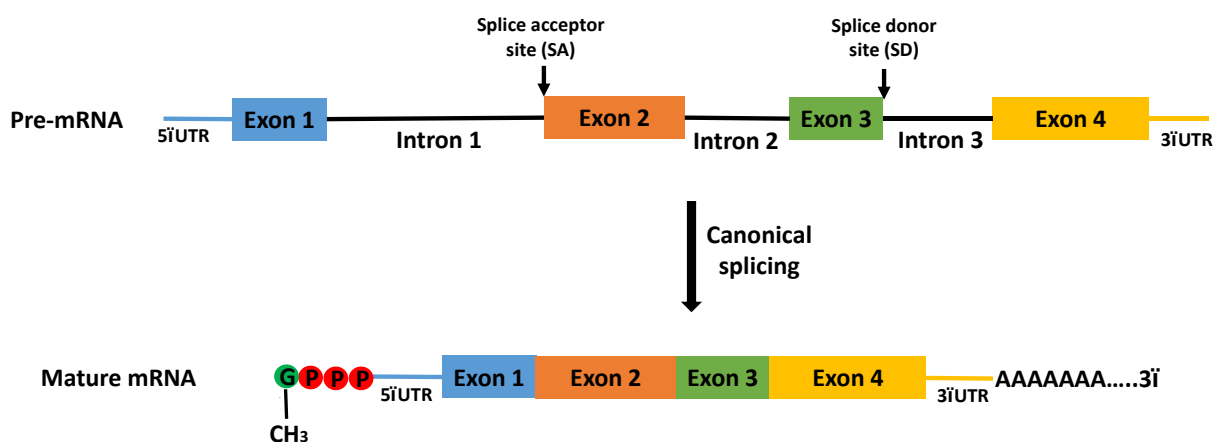 Splice acceptor
site (SA)
Splice donor
site (SD)
Pre-mRNA
5ïUTR
Exon 1
Intron 1
Exon 2
Intron 2
Exon 3
Intron 3
Exon 4
3ïUTR
Canonical
splicing
Mature mRNA
G P P P
CH3
5ïUTR
Exon 1
Exon 2
Exon 3
Exon 4
3ïUTR
AAAAAAA.....3ï